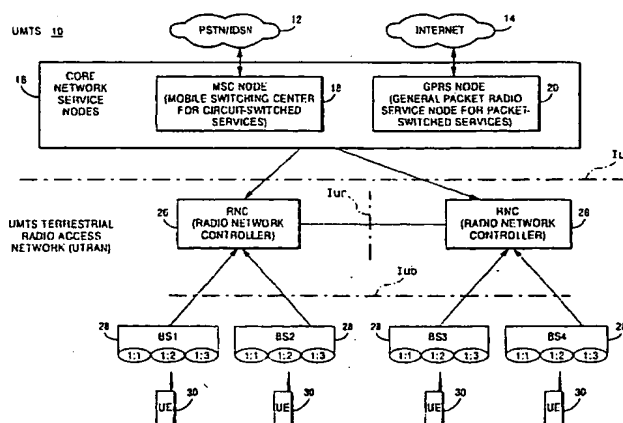 UMTS 10
PSTN/IDSN
12
INTERNET
14
16
CORE
NETWORK
SERVICE
NODES
MSC NODE
(MOBILE SWITCHING CENTER
FOR CIRCUIT-SWITCHED
SERVICES)
18
GPRS NODE
(GENERAL PACKET RADIO
SERVICE NODE FOR PACKET-
SWITCHED SERVICES)
20
Iu
UMTS TERRESTRIAL
RADIO ACCESS
NETWORK (UTRAN)
26
RNC
(RADIO NETWORK
CONTROLLER)
Iur
RNC
(RADIO NETWORK
CONTROLLER)
26
Iub
28
BS1
1:1 1:2 1:3
BS2
28
1:1 1:2 1:3
28
BS3
1:1 1:2 1:3
BS4
28
1:1 1:2 1:3
UE
30
UE
30
UE
30
UE
30